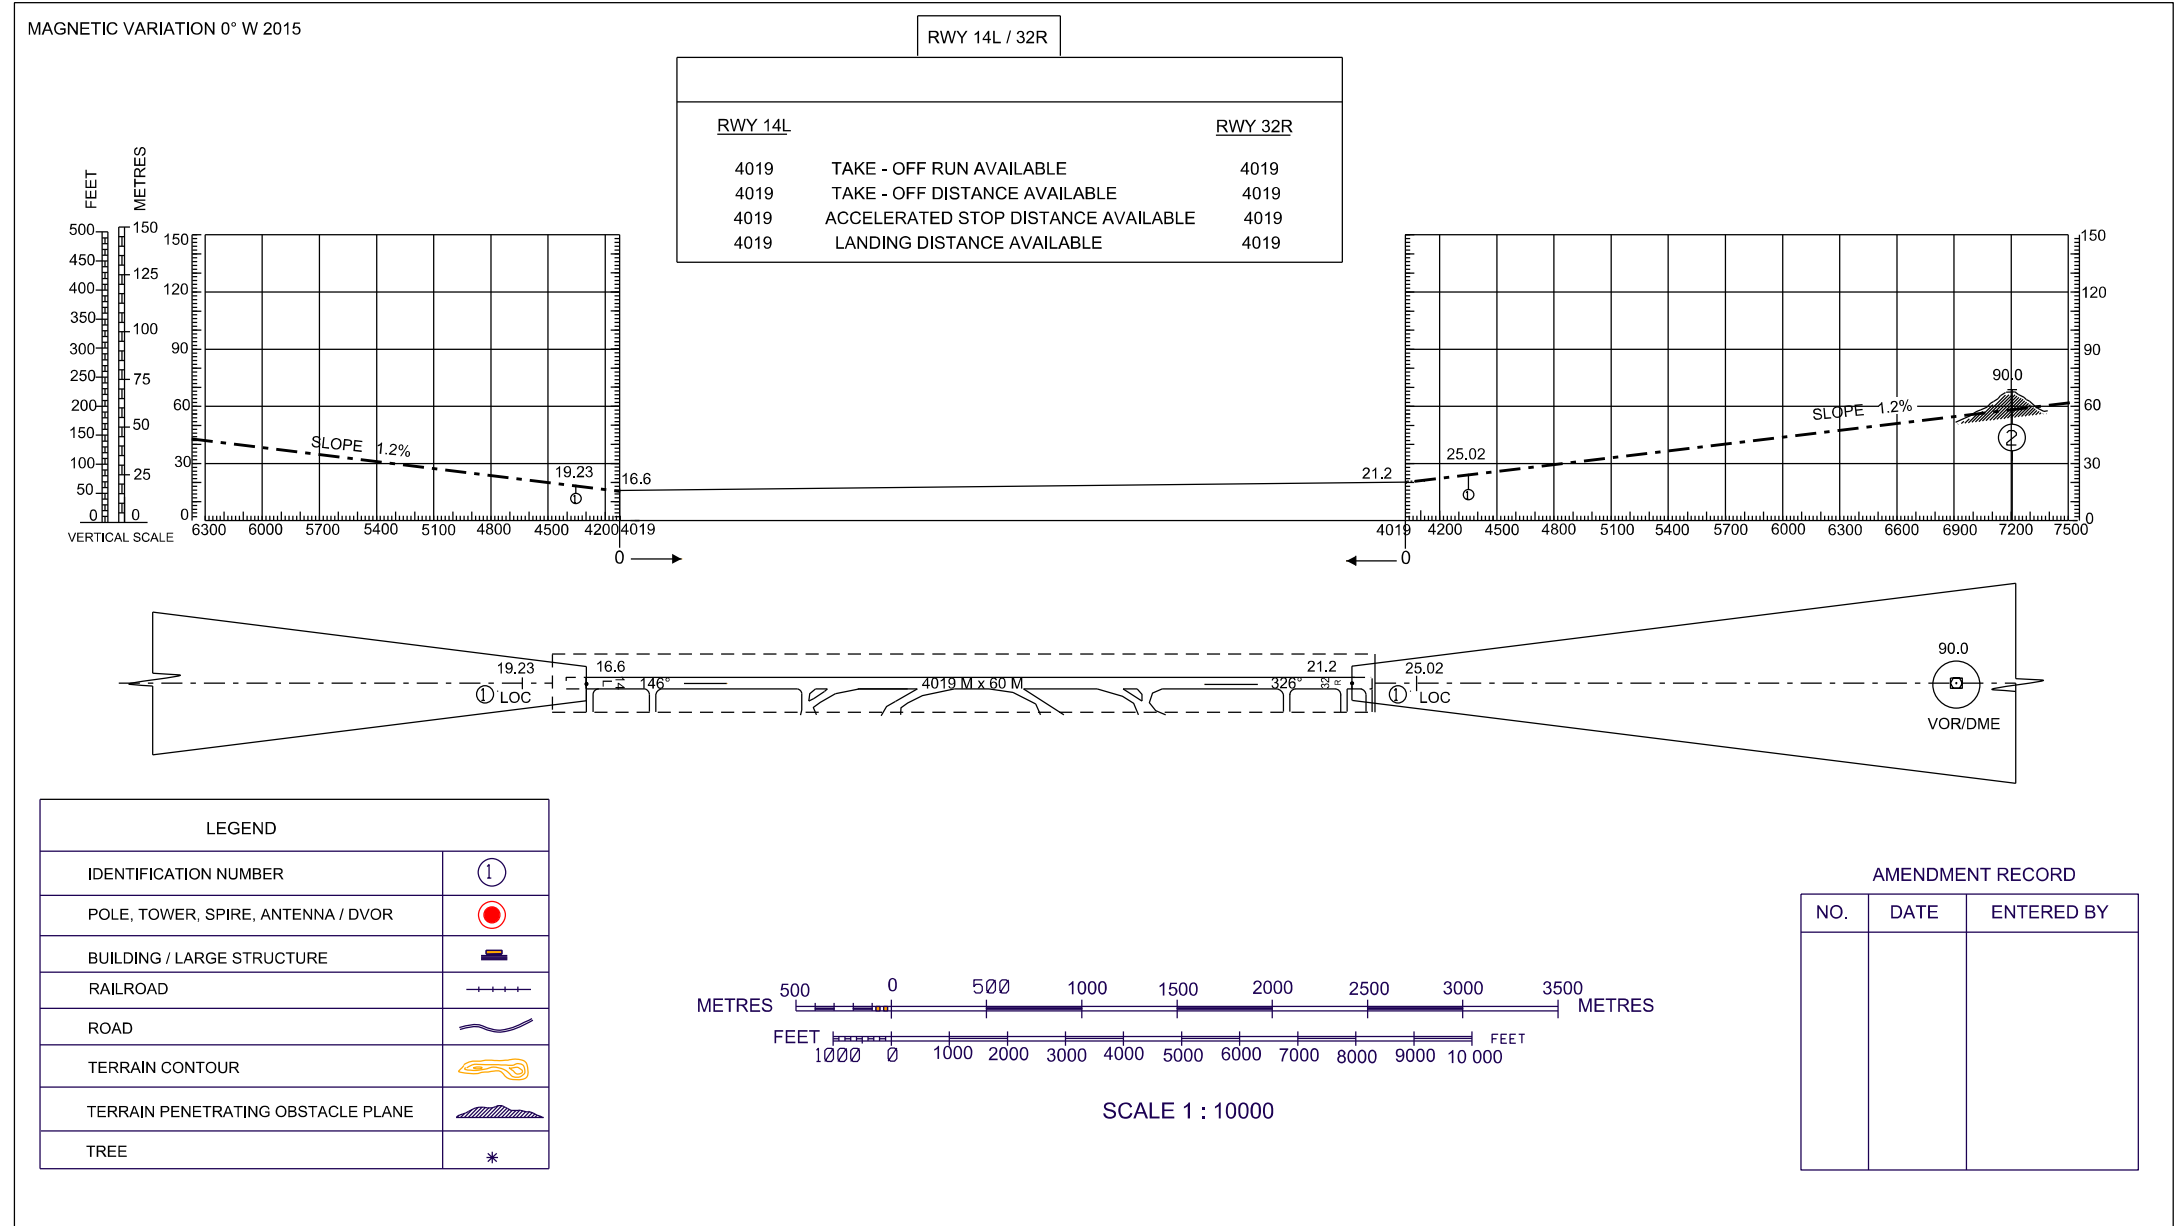 MAGNETIC VARIATION 0° W 2015
RWY 14L / 32R
RWY 14L RWY 32R
4019 TAKE - OFF RUN AVAILABLE 4019
4019 TAKE - OFF DISTANCE AVAILABLE 4019
4019 ACCELERATED STOP DISTANCE AVAILABLE 4019
4019 LANDING DISTANCE AVAILABLE 4019
FEET
METRES
500
450
400
350
300
250
200
150
100
50
0
150
125
100
75
50
25
0
VERTICAL SCALE
150
120
90
60
30
0
SLOPE 1.2%
19.23
1
16.6
6300 6000 5700 5400 5100 4800 4500 4200 4019
0
21.2
25.02
1
SLOPE 1.2%
90.0
2
150
120
90
60
30
0
4019 4200 4500 4800 5100 5400 5700 6000 6300 6600 6900 7200 7500
0
19.23
1 LOC
16.6
14
L
146°
4019 M x 60 M
326°
32
R
21.2
25.02
1 LOC
90.0
VOR/DME
LEGEND
IDENTIFICATION NUMBER 1
POLE, TOWER, SPIRE, ANTENNA / DVOR
BUILDING / LARGE STRUCTURE
RAILROAD
ROAD
TERRAIN CONTOUR
TERRAIN PENETRATING OBSTACLE PLANE
TREE
500 0 500 1000 1500 2000 2500 3000 3500
METRES METRES
FEET FEET
1000 0 1000 2000 3000 4000 5000 6000 7000 8000 9000 10 000
SCALE 1 : 10000
AMENDMENT RECORD
NO. DATE ENTERED BY